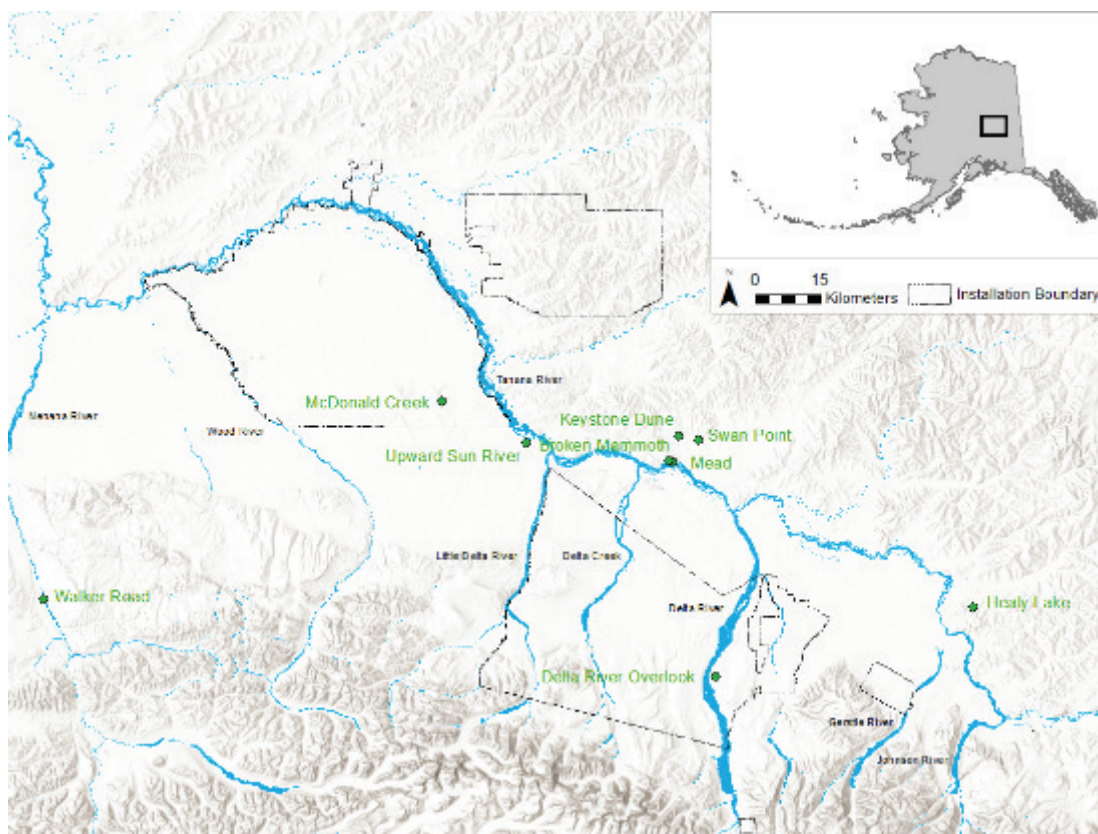 N
0 15
Kilometers
Installation Boundary
Tanana River
McDonald Creek
Nenana River
Wood River
Keystone Dune
Swan Point
Upward Sun River
Broken Mammoth
Mead
Little Delta River
Delta Creek
Walker Road
Delta River
Healy Lake
Delta River Overlook
Gerstle River
Johnson River